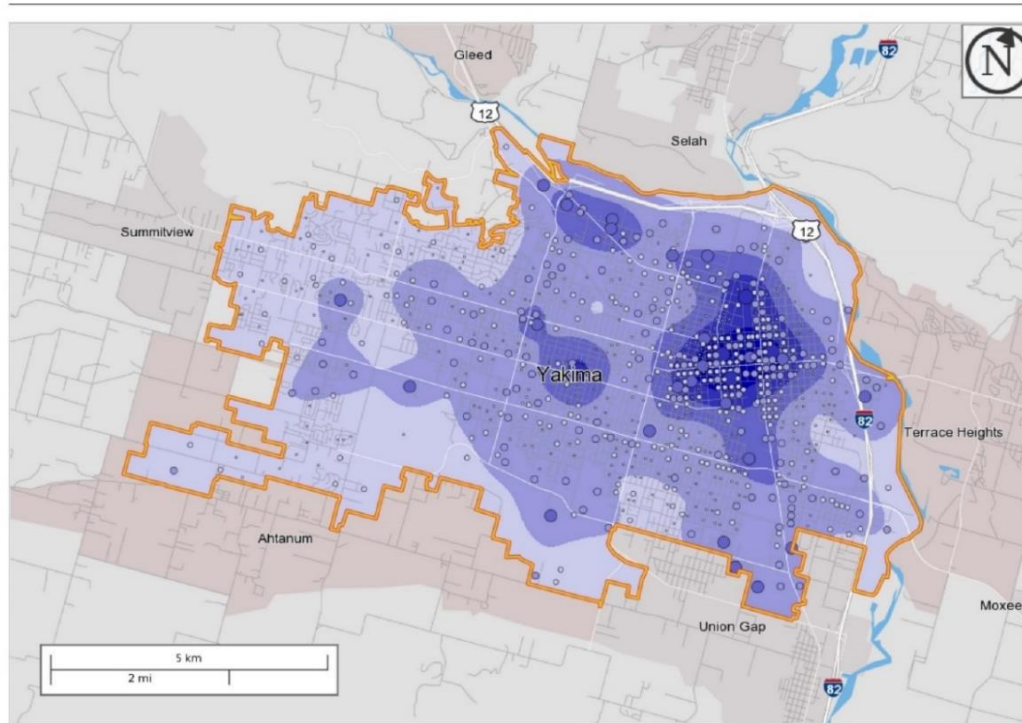 Gleed
82
N
12
Selah
12
Summitview
Yakima
82
Terrace Heights
Ahtanum
Moxee
Union Gap
5 km
2 mi
82